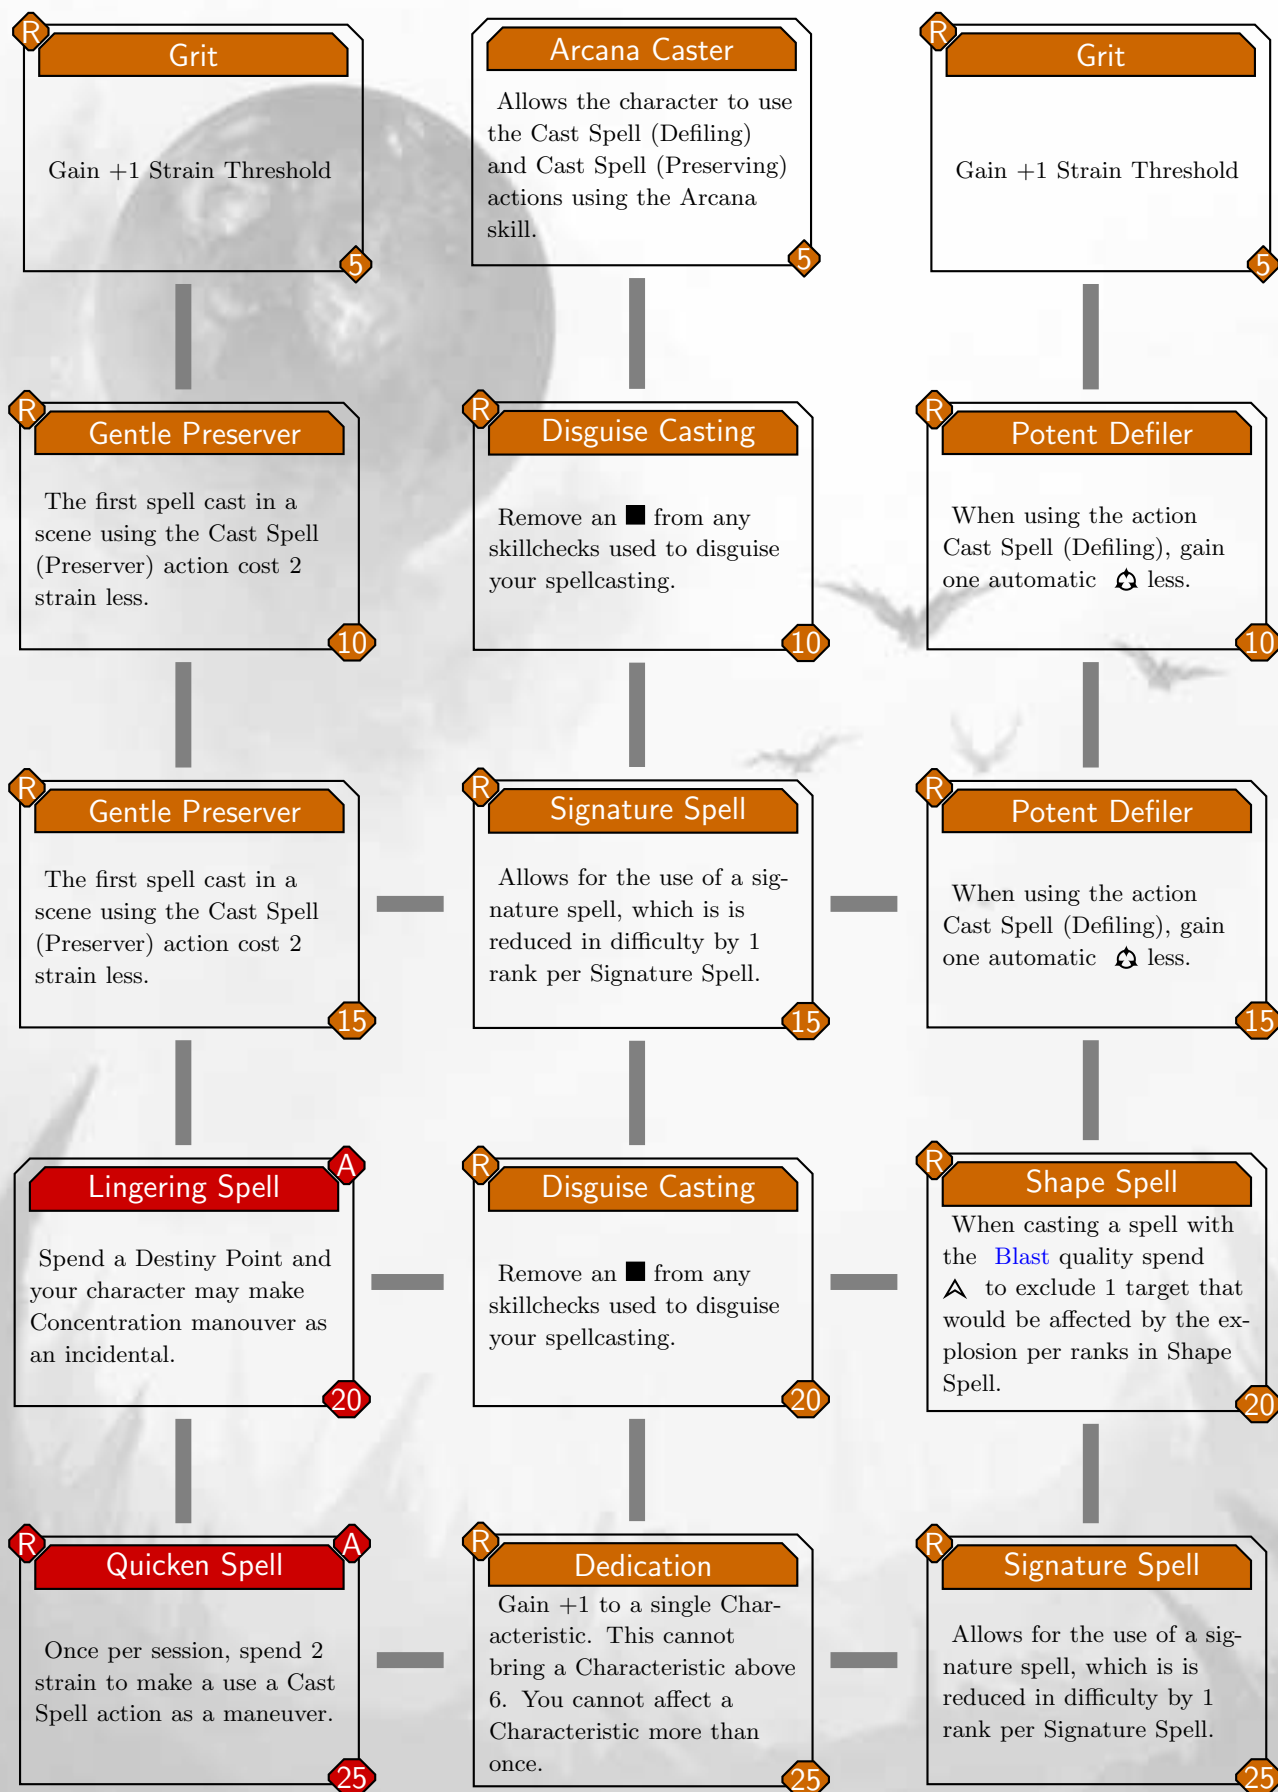 R
Grit
Gain +1 Strain Threshold
5
Arcana Caster
Allows the character to use
the Cast Spell (Defiling)
and Cast Spell (Preserving)
actions using the Arcana
skill.
5
R
Grit
Gain +1 Strain Threshold
5
R
Gentle Preserver
The first spell cast in a
scene using the Cast Spell
(Preserver) action cost 2
strain less.
10
R
Disguise Casting
Remove an ■ from any
skillchecks used to disguise
your spellcasting.
10
R
Potent Defiler
When using the action
Cast Spell (Defiling), gain
one automatic less.
10
R
Gentle Preserver
The first spell cast in a
scene using the Cast Spell
(Preserver) action cost 2
strain less.
15
R
Signature Spell
Allows for the use of a sig-
nature spell, which is is
reduced in difficulty by 1
rank per Signature Spell.
15
R
Potent Defiler
When using the action
Cast Spell (Defiling), gain
one automatic less.
15
A
Lingering Spell
Spend a Destiny Point and
your character may make
Concentration manouver as
an incidental.
20
R
Disguise Casting
Remove an ■ from any
skillchecks used to disguise
your spellcasting.
20
R
Shape Spell
When casting a spell with
the Blast quality spend
to exclude 1 target that
would be affected by the ex-
plosion per ranks in Shape
Spell.
20
R
A
Quicken Spell
Once per session, spend 2
strain to make a use a Cast
Spell action as a maneuver.
25
R
Dedication
Gain +1 to a single Char-
acteristic. This cannot
bring a Characteristic above
6. You cannot affect a
Characteristic more than
once.
25
R
Signature Spell
Allows for the use of a sig-
nature spell, which is is
reduced in difficulty by 1
rank per Signature Spell.
25